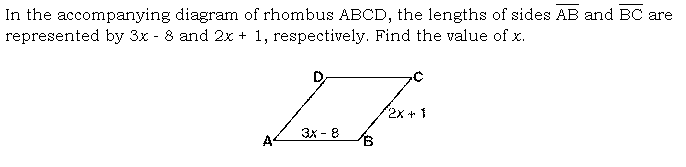 In the accompanying diagram of rhombus ABCD, the lengths of sides AB and BC are
represented by 3x - 8 and 2x + 1, respectively. Find the value of x.
D C
2x + 1
3x - 8
A B